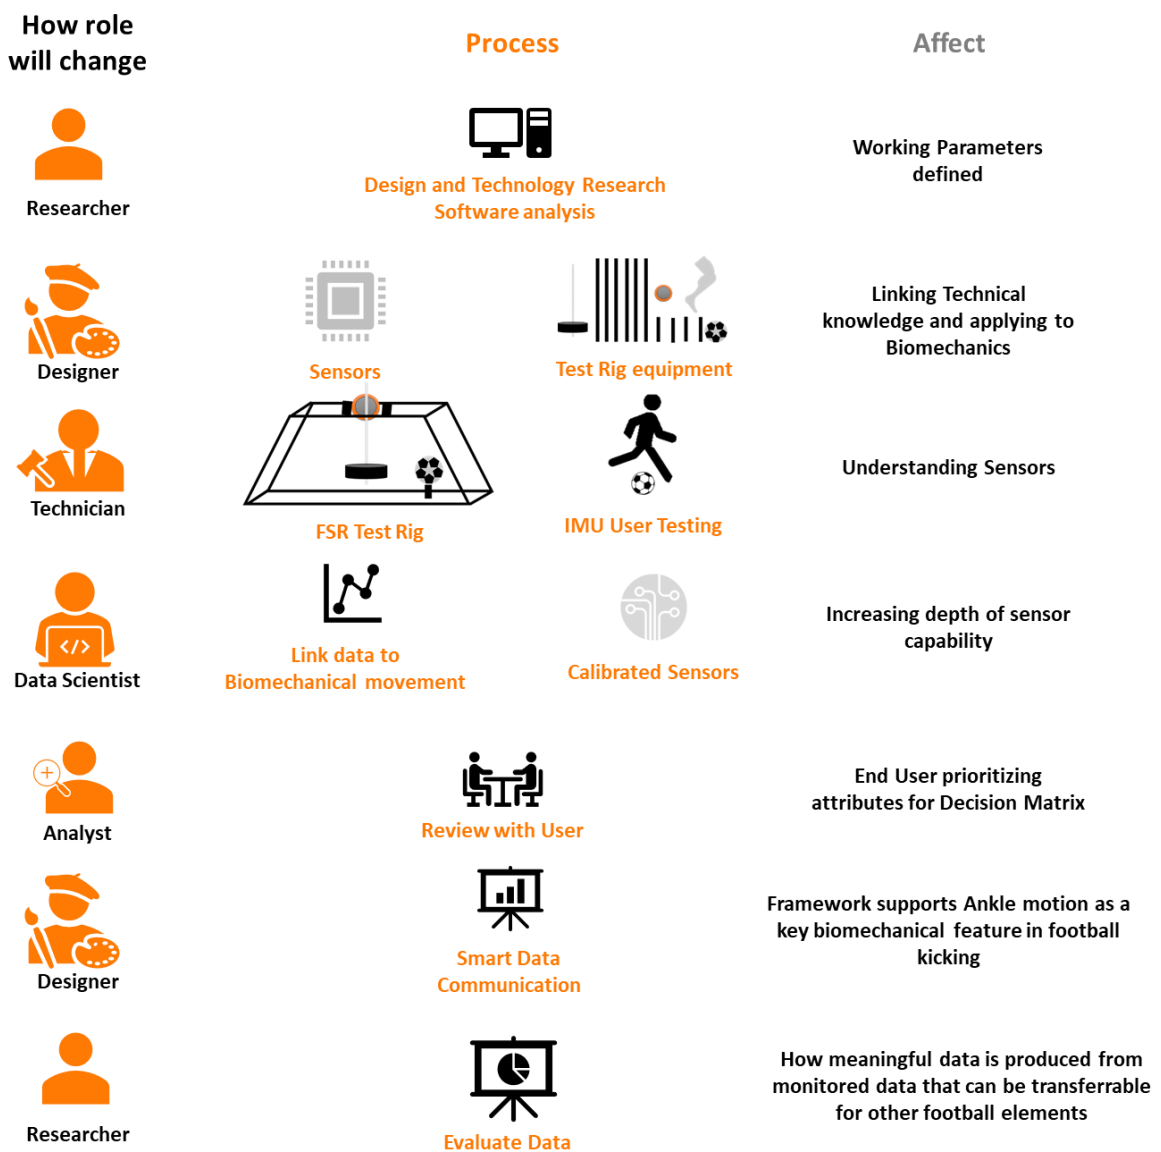 How role
will change
Process
Affect
Researcher
Design and Technology Research
Software analysis
Working Parameters
defined
Designer
Sensors
Test Rig equipment
Linking Technical
knowledge and applying to
Biomechanics
Technician
FSR Test Rig
IMU User Testing
Understanding Sensors
</>
Data Scientist
Link data to
Biomechanical movement
Calibrated Sensors
Increasing depth of sensor
capability
Analyst
Review with User
End User prioritizing
attributes for Decision Matrix
Designer
Smart Data
Communication
Framework supports Ankle motion as a
key biomechanical feature in football
kicking
Researcher
Evaluate Data
How meaningful data is produced from
monitored data that can be transferrable
for other football elements